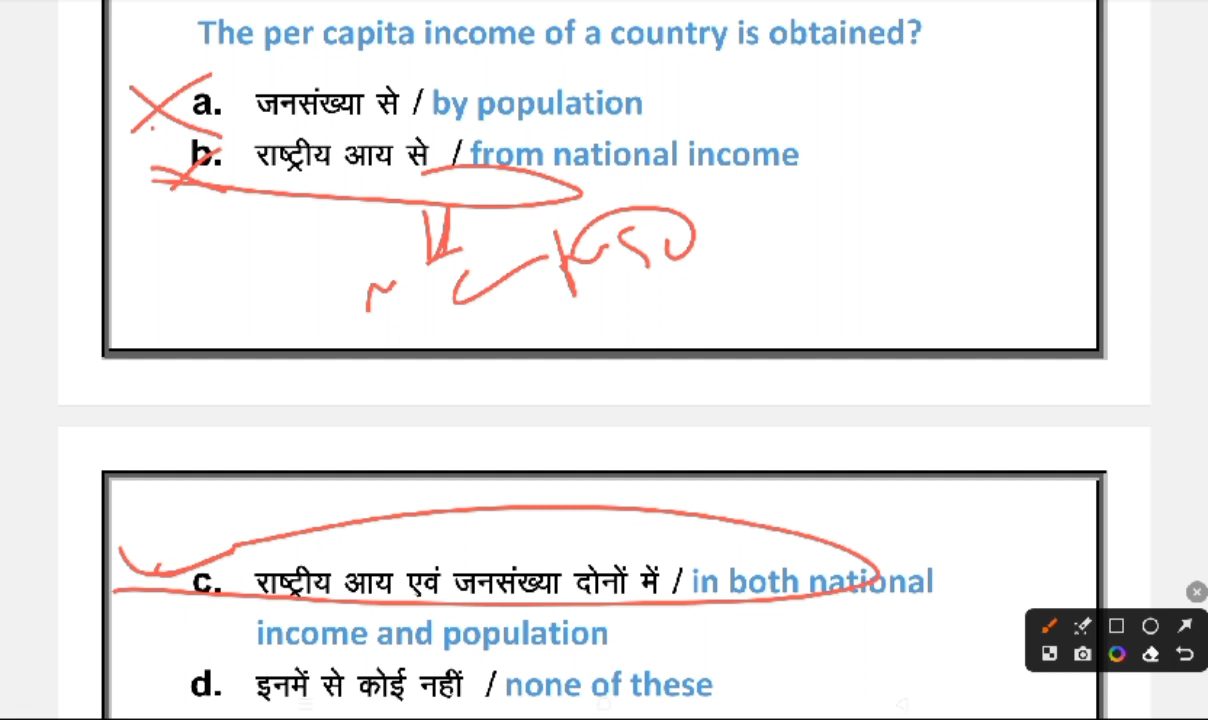 The per capita income of a country is obtained?
a. जनसंख्या से / by population
b. राष्ट्रीय आय से / from national income
c. राष्ट्रीय आय एवं जनसंख्या दोनों में / in both national
income and population
d. इनमें से कोई नहीं / none of these